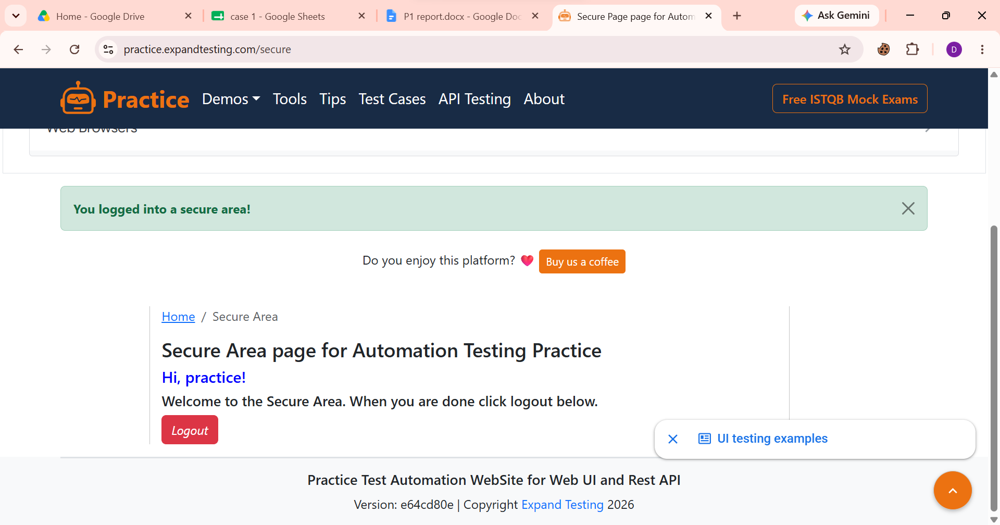 Home - Google Drive
case 1 - Google Sheets
P1 report.docx - Google Doc
Secure Page page for Autom
Ask Gemini
practice.expandtesting.com/secure
D
Practice
Demos
Tools
Tips
Test Cases
API Testing
About
Free ISTQB Mock Exams
Web Browsers
You logged into a secure area!
Do you enjoy this platform?
Buy us a coffee
Home / Secure Area
Secure Area page for Automation Testing Practice
Hi, practice!
Welcome to the Secure Area. When you are done click logout below.
Logout
UI testing examples
Practice Test Automation WebSite for Web UI and Rest API
Version: e64cd80e | Copyright Expand Testing 2026